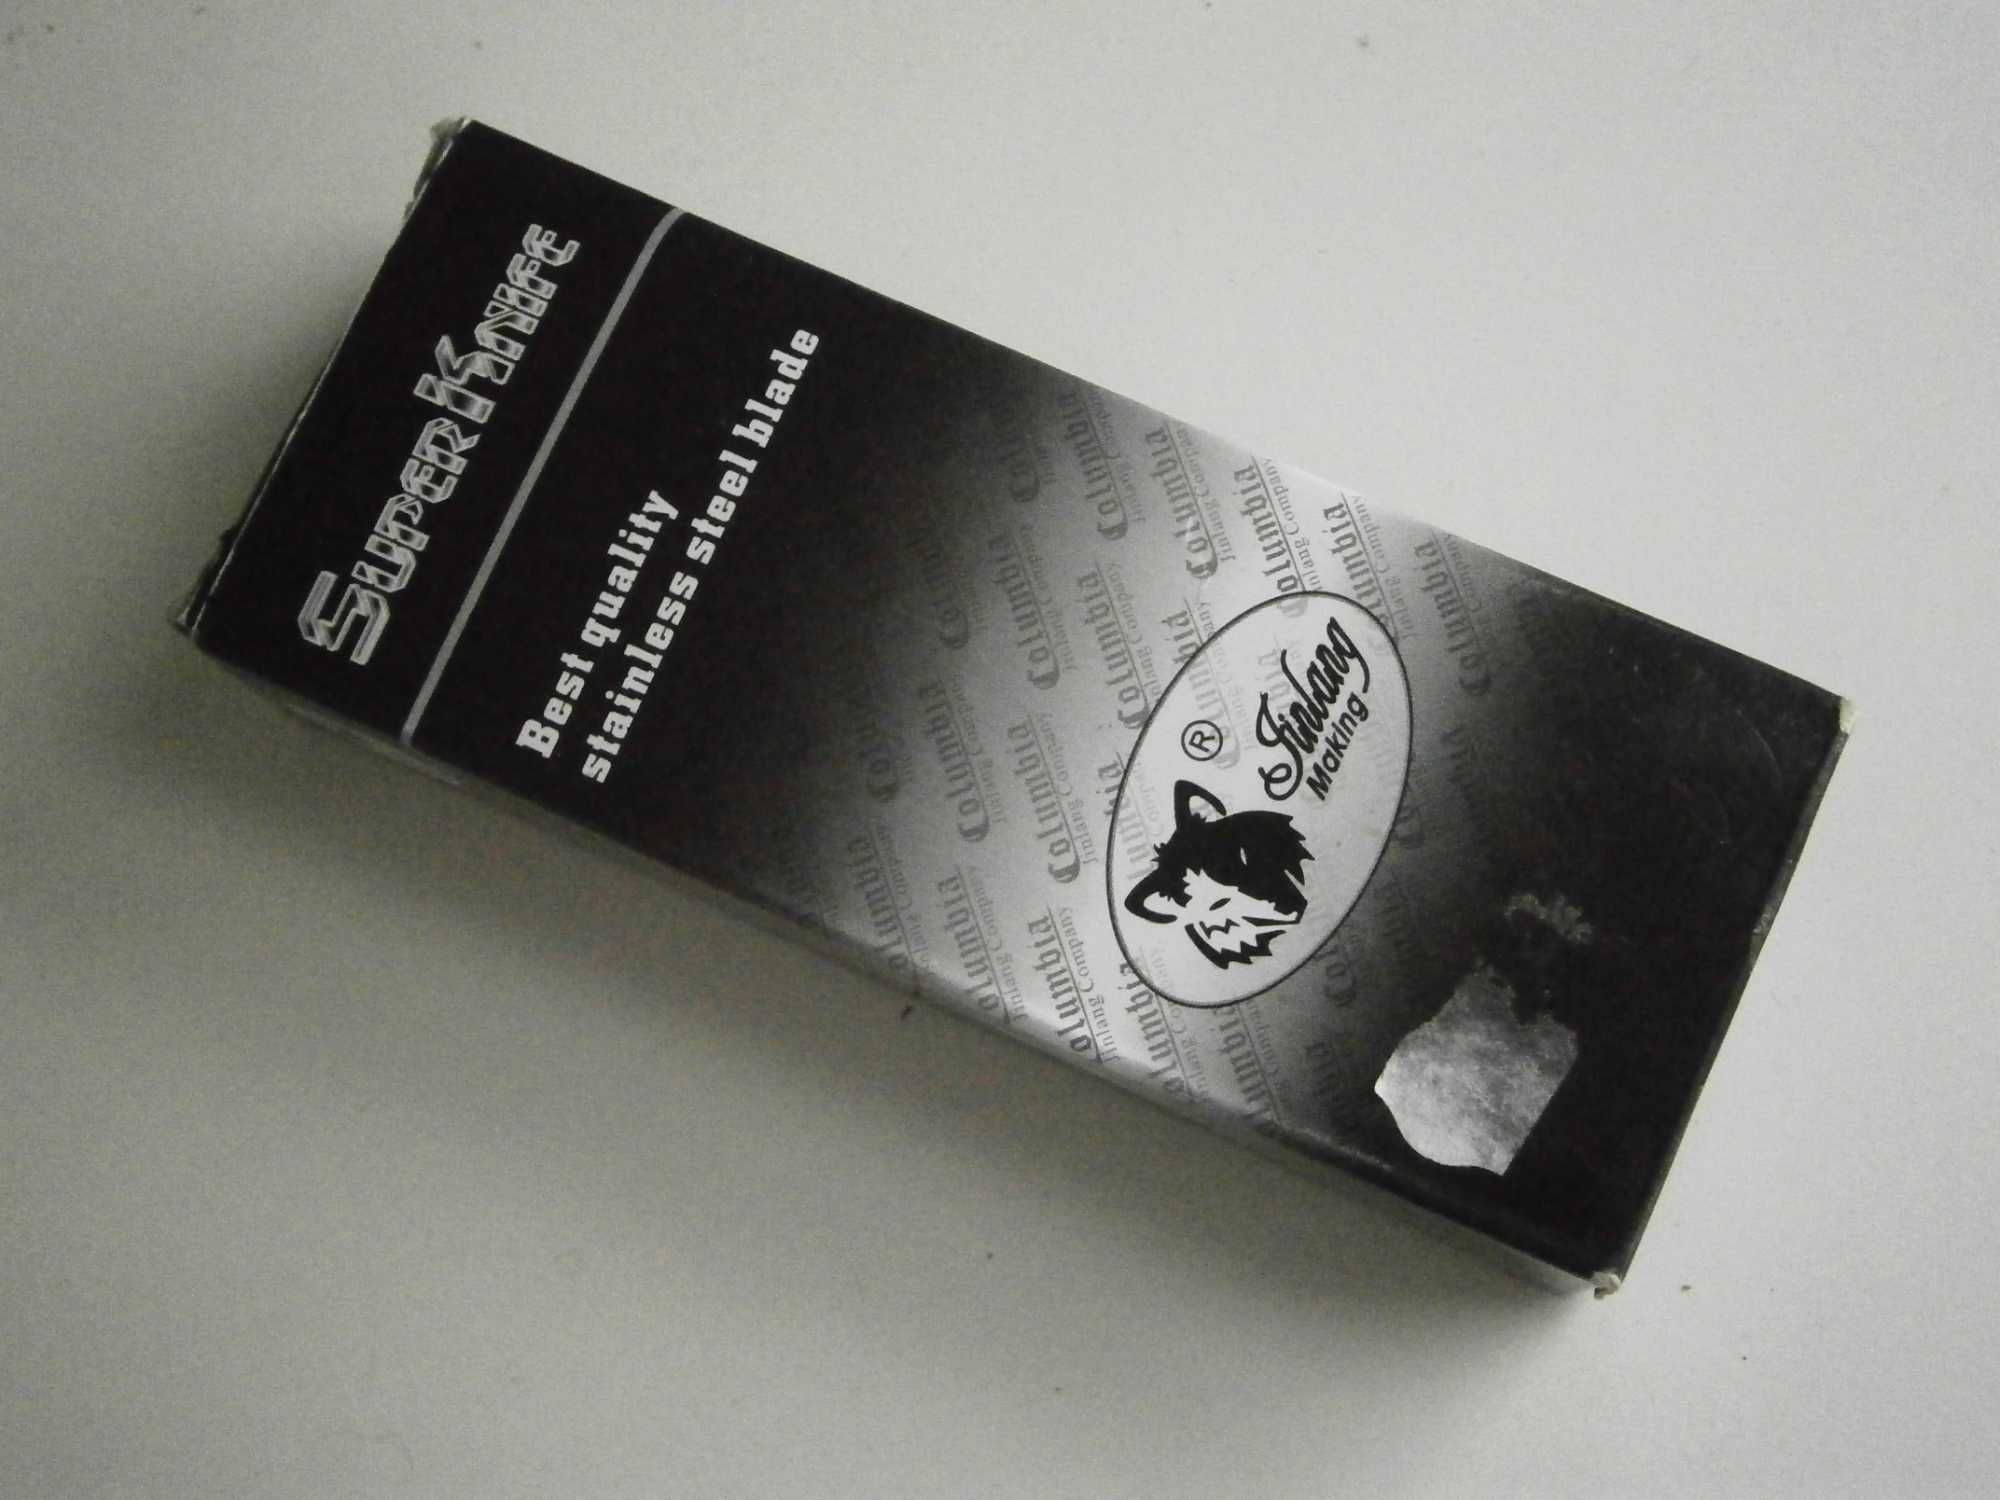 SuperKnife
Best quality
stainless steel blade
®
Jinlang
Making
Columbia
Jinlang Company